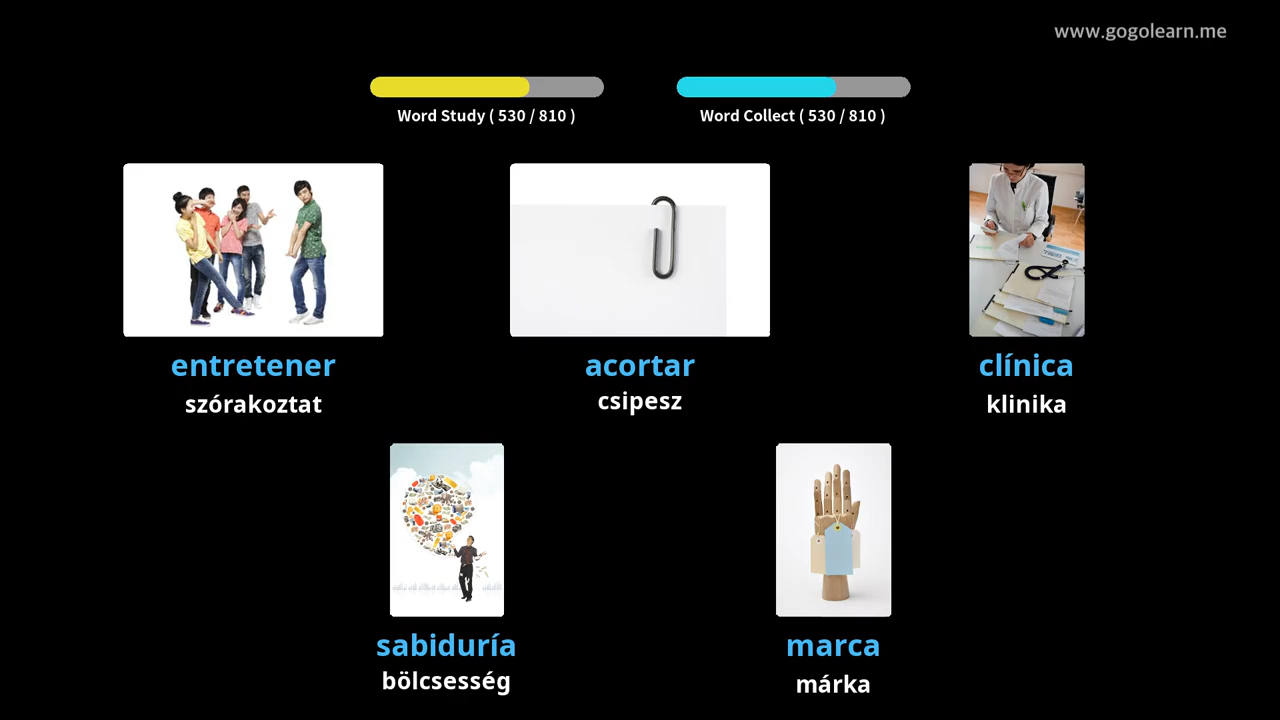 www.gogolearn.me
Word Study ( 530 / 810 )
Word Collect ( 530 / 810 )
entretener
szórakoztat
acortar
csipesz
clínica
klinika
sabiduría
bölcsesség
marca
márka